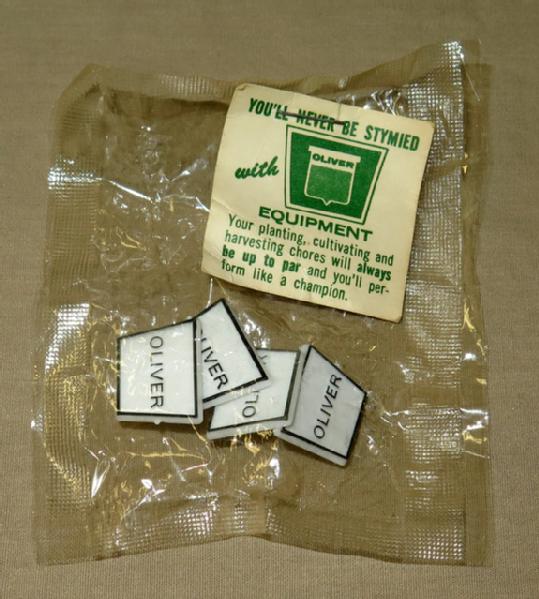 YOU'LL NEVER BE STYMIED
with
OLIVER
EQUIPMENT
Your planting, cultivating and
harvesting chores will always
be up to par and you'll per-
form like a champion.
OLIVER
OLIVER
OLI
OLIVER